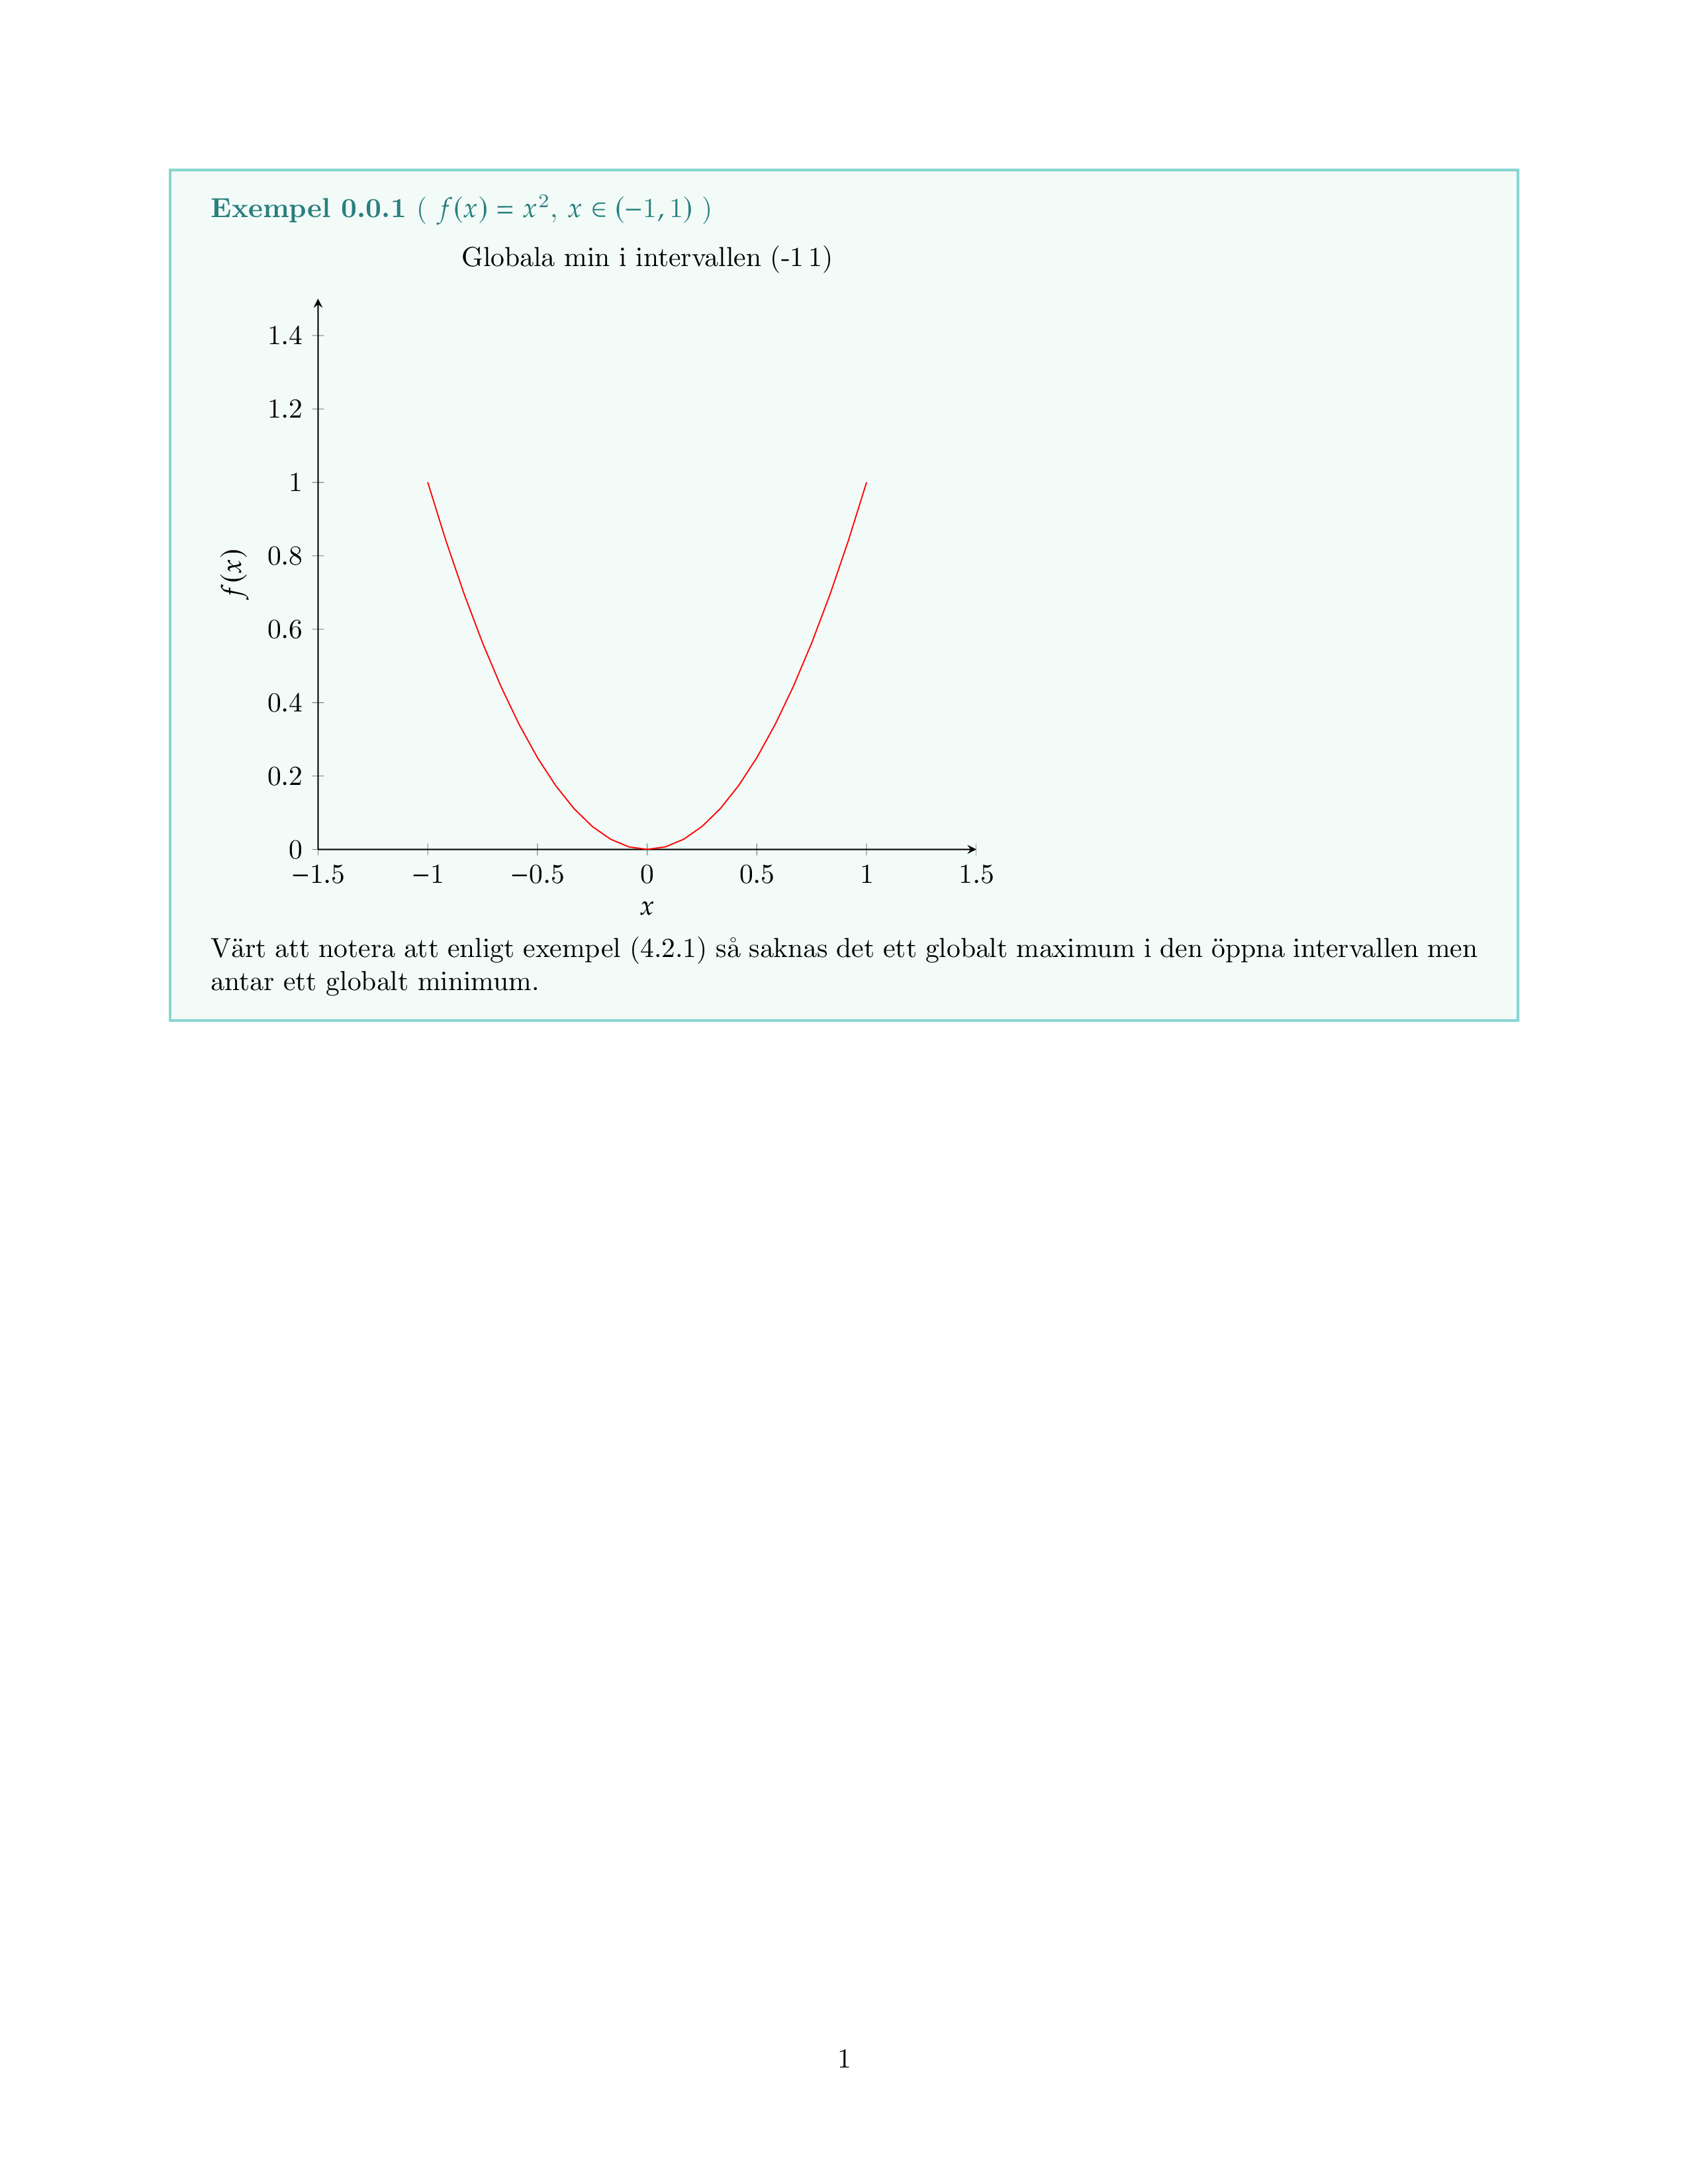 Exempel 0.0.1 ( f(x) = x², x ∈ (−1, 1) )
Globala min i intervallen (-1 1)
1.4
1.2
1
0.8
0.6
0.4
0.2
0
f(x)
−1.5 −1 −0.5 0 0.5 1 1.5
x
Värt att notera att enligt exempel (4.2.1) så saknas det ett globalt maximum i den öppna intervallen men
antar ett globalt minimum.
1